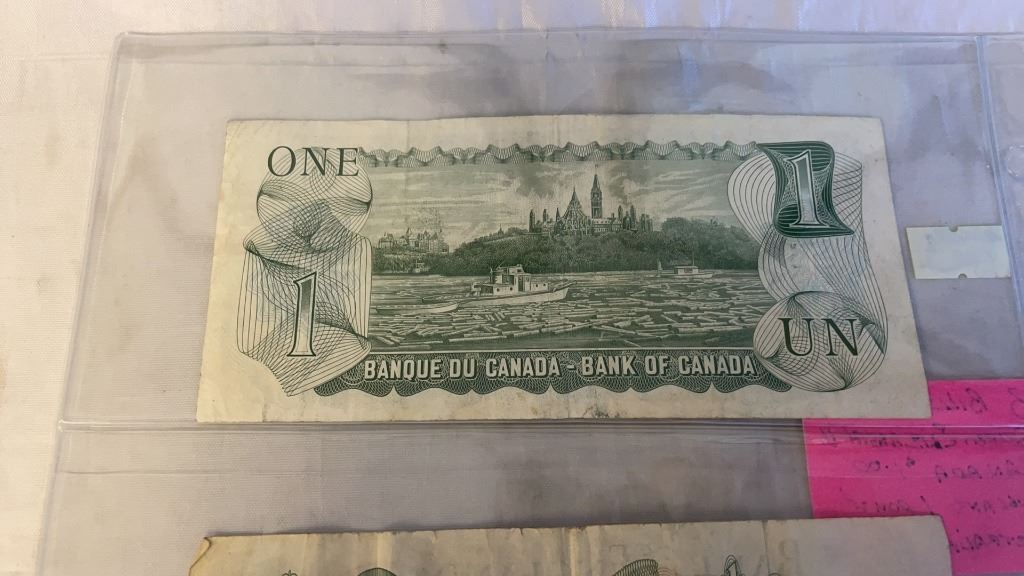 ONE
1
1
BANQUE DU CANADA - BANK OF CANADA
UN